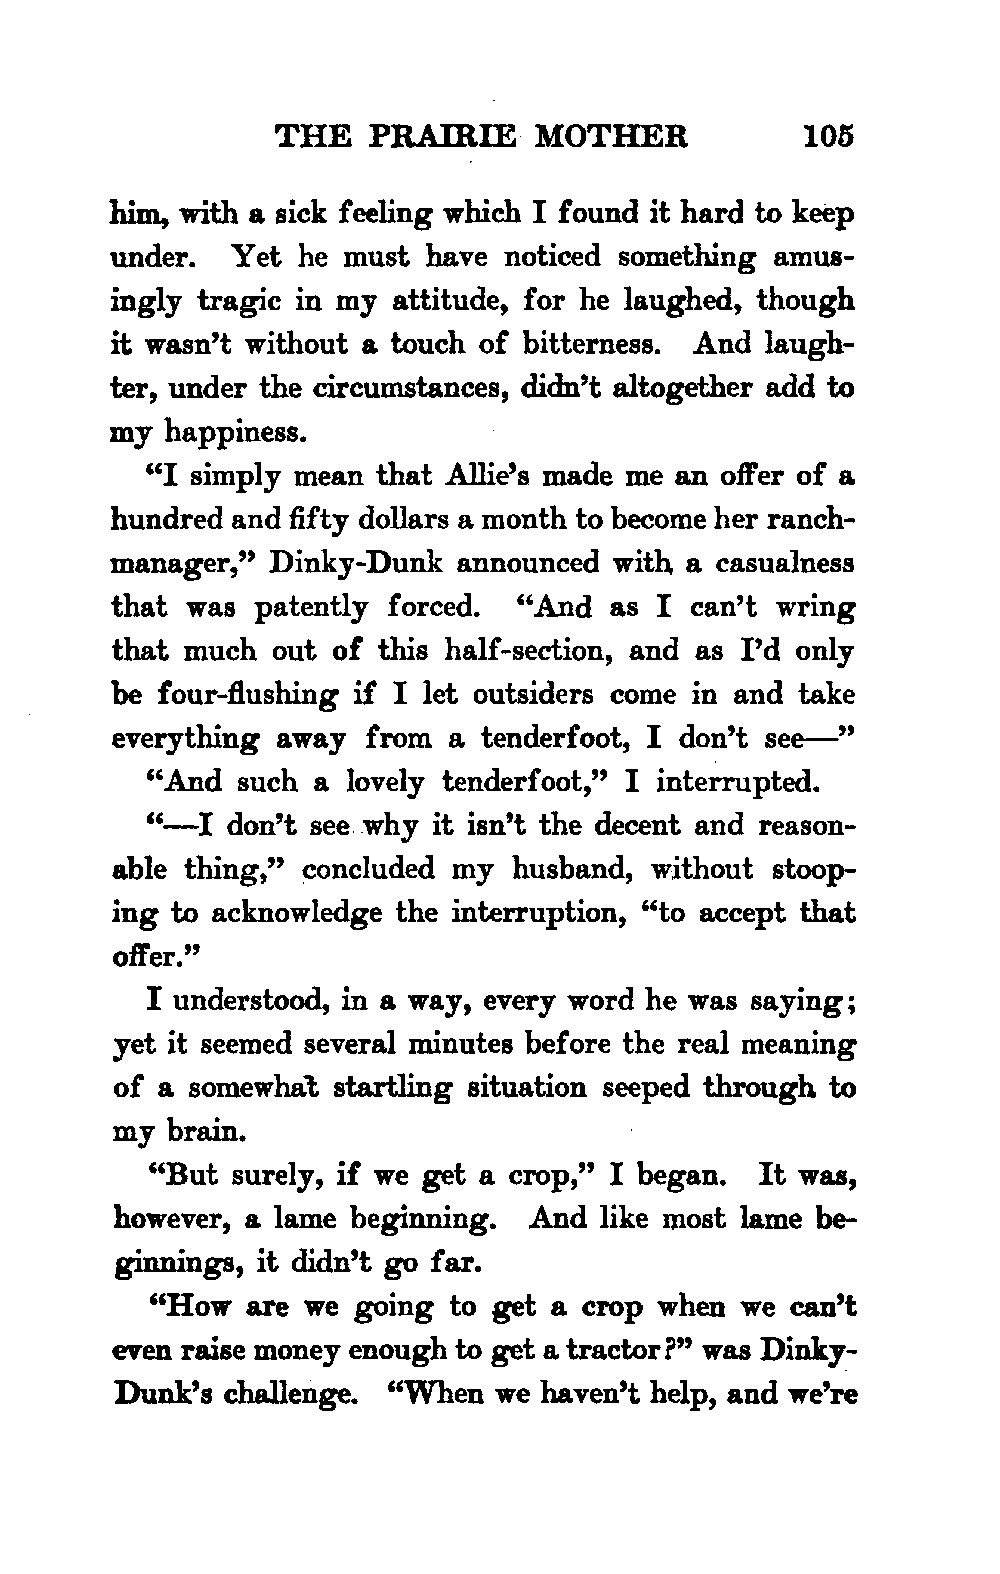 THE PRAIRIE MOTHER 105
him, with a sick feeling which I found it hard to keep
under. Yet he must have noticed something amus-
ingly tragic in my attitude, for he laughed, though
it wasn't without a touch of bitterness. And laugh-
ter, under the circumstances, didn't altogether add to
my happiness.
"I simply mean that Allie's made me an offer of a
hundred and fifty dollars a month to become her ranch-
manager," Dinky-Dunk announced with a casualness
that was patently forced. "And as I can't wring
that much out of this half-section, and as I'd only
be four-flushing if I let outsiders come in and take
everything away from a tenderfoot, I don't see—"
"And such a lovely tenderfoot," I interrupted.
"—I don't see why it isn't the decent and reason-
able thing," concluded my husband, without stoop-
ing to acknowledge the interruption, "to accept that
offer."
I understood, in a way, every word he was saying;
yet it seemed several minutes before the real meaning
of a somewhat startling situation seeped through to
my brain.
"But surely, if we get a crop," I began. It was,
however, a lame beginning. And like most lame be-
ginnings, it didn't go far.
"How are we going to get a crop when we can't
even raise money enough to get a tractor?" was Dinky-
Dunk's challenge. "When we haven't help, and we're